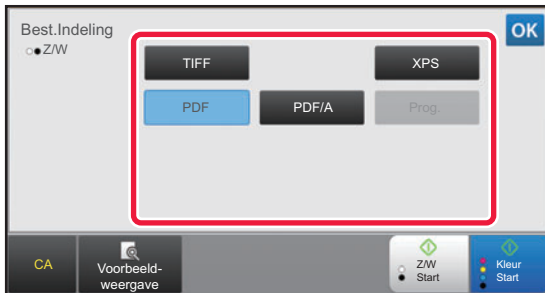 Best.Indeling
Z/W
OK
TIFF
XPS
PDF
PDF/A
Prog.
CA
Voorbeeld-
weergave
Z/W
Start
Kleur
Start